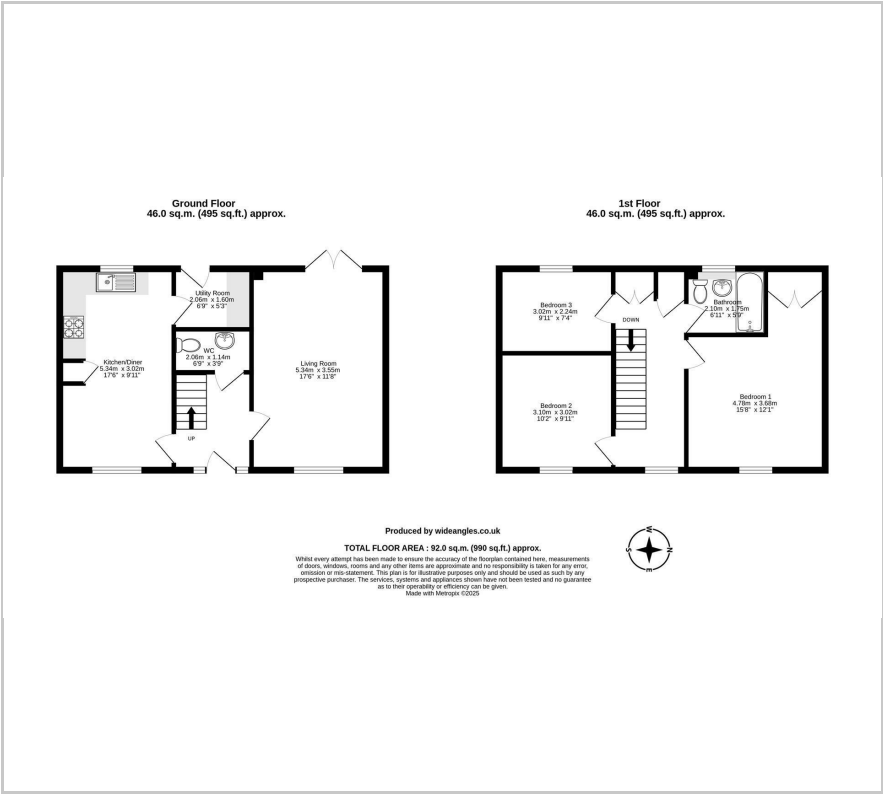 Ground Floor
46.0 sq.m. (495 sq.ft.) approx.
Utility Room
2.06m x 1.60m
6'9" x 5'3"
WC
2.06m x 1.14m
6'9" x 3'9"
Kitchen/Diner
5.34m x 3.02m
17'6" x 9'11"
Living Room
5.34m x 3.55m
17'6" x 11'8"
UP
1st Floor
46.0 sq.m. (495 sq.ft.) approx.
Bedroom 3
3.02m x 2.24m
9'11" x 7'4"
DOWN
Bathroom
2.10m x 1.75m
6'11" x 5'9"
Bedroom 2
3.10m x 3.02m
10'2" x 9'11"
Bedroom 1
4.78m x 3.68m
15'8" x 12'1"
Produced by wideangles.co.uk
TOTAL FLOOR AREA : 92.0 sq.m. (990 sq.ft.) approx.
Whilst every attempt has been made to ensure the accuracy of the floorplan contained here, measurements
of doors, windows, rooms and any other items are approximate and no responsibility is taken for any error,
omission or mis-statement. This plan is for illustrative purposes only and should be used as such by any
prospective purchaser. The services, systems and appliances shown have not been tested and no guarantee
as to their operability or efficiency can be given.
Made with Metropix ©2025
W
S
N
E